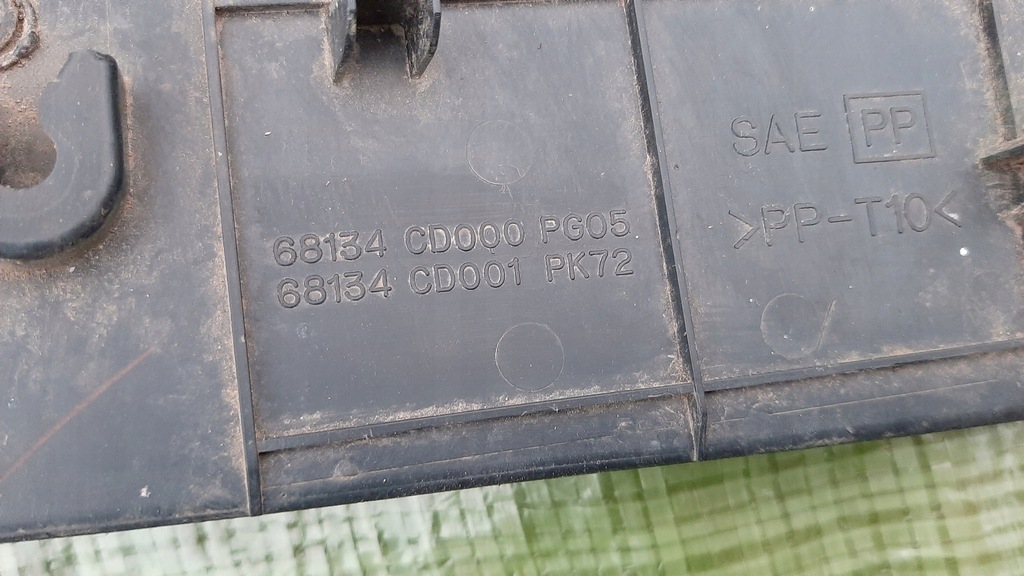 68134 CD000 PG05
68134 CD001 PK72
SAE PP
>PP-T10<